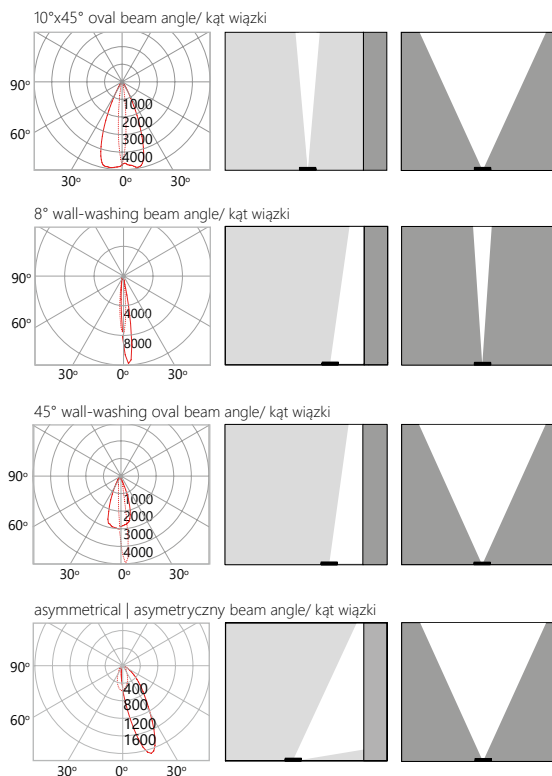 10°x45° oval beam angle/ kąt wiązki
90°
1000
2000
60°
3000
4000
30° 0° 30°
8° wall-washing beam angle/ kąt wiązki
90°
4000
60°
8000
30° 0° 30°
45° wall-washing oval beam angle/ kąt wiązki
90°
1000
2000
60°
3000
4000
30° 0° 30°
asymmetrical | asymetryczny beam angle/ kąt wiązki
90°
400
800
60°
1200
1600
30° 0° 30°